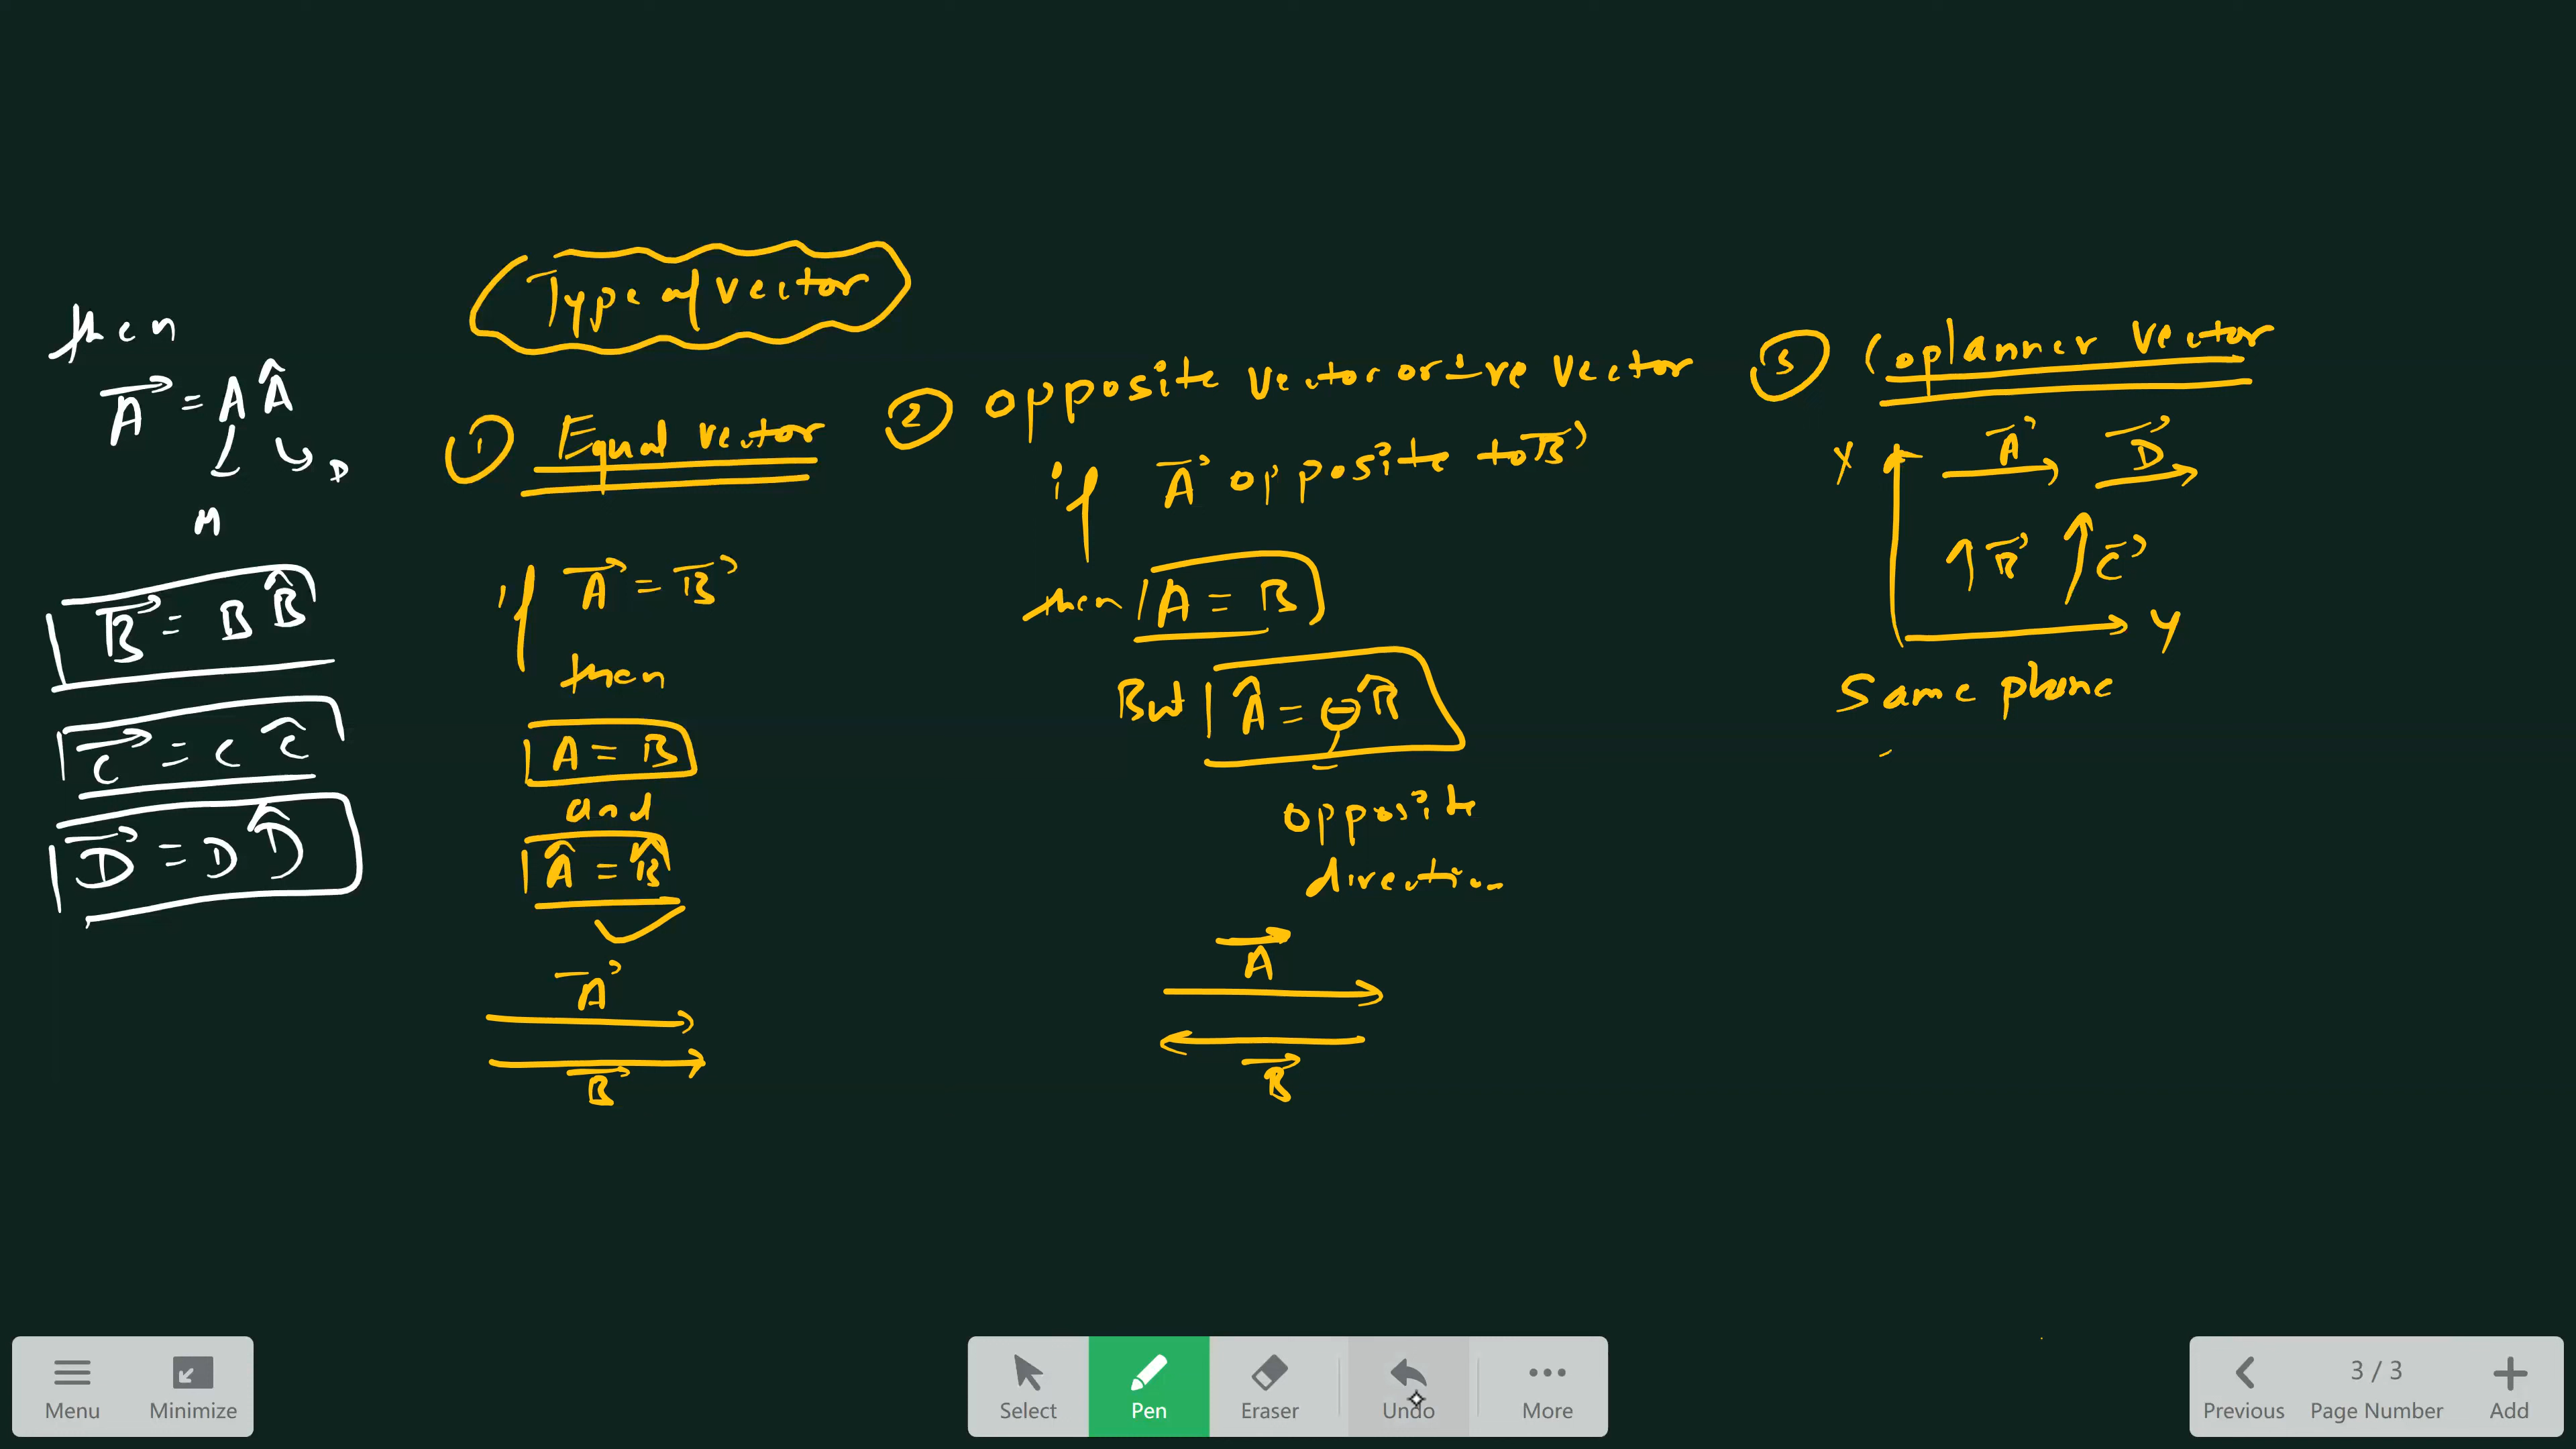 then
A⃗ = A Â
D
M
B⃗ = B B̂
C⃗ = C Ĉ
D⃗ = D D̂
Type of vector
① Equal vector
if A⃗ = B⃗
then
A = B
and
Â = B̂
A⃗
B⃗
② opposite vector or -ve vector
if A⃗ opposite to B⃗
then A = B
But Â = ⊖ B̂
opposite
direction
A⃗
B⃗
③ Coplanner vector
X A⃗ D⃗
B⃗ C⃗
Y
Same plane
Menu Minimize
Select Pen Eraser Undo More
3 / 3
Previous Page Number Add